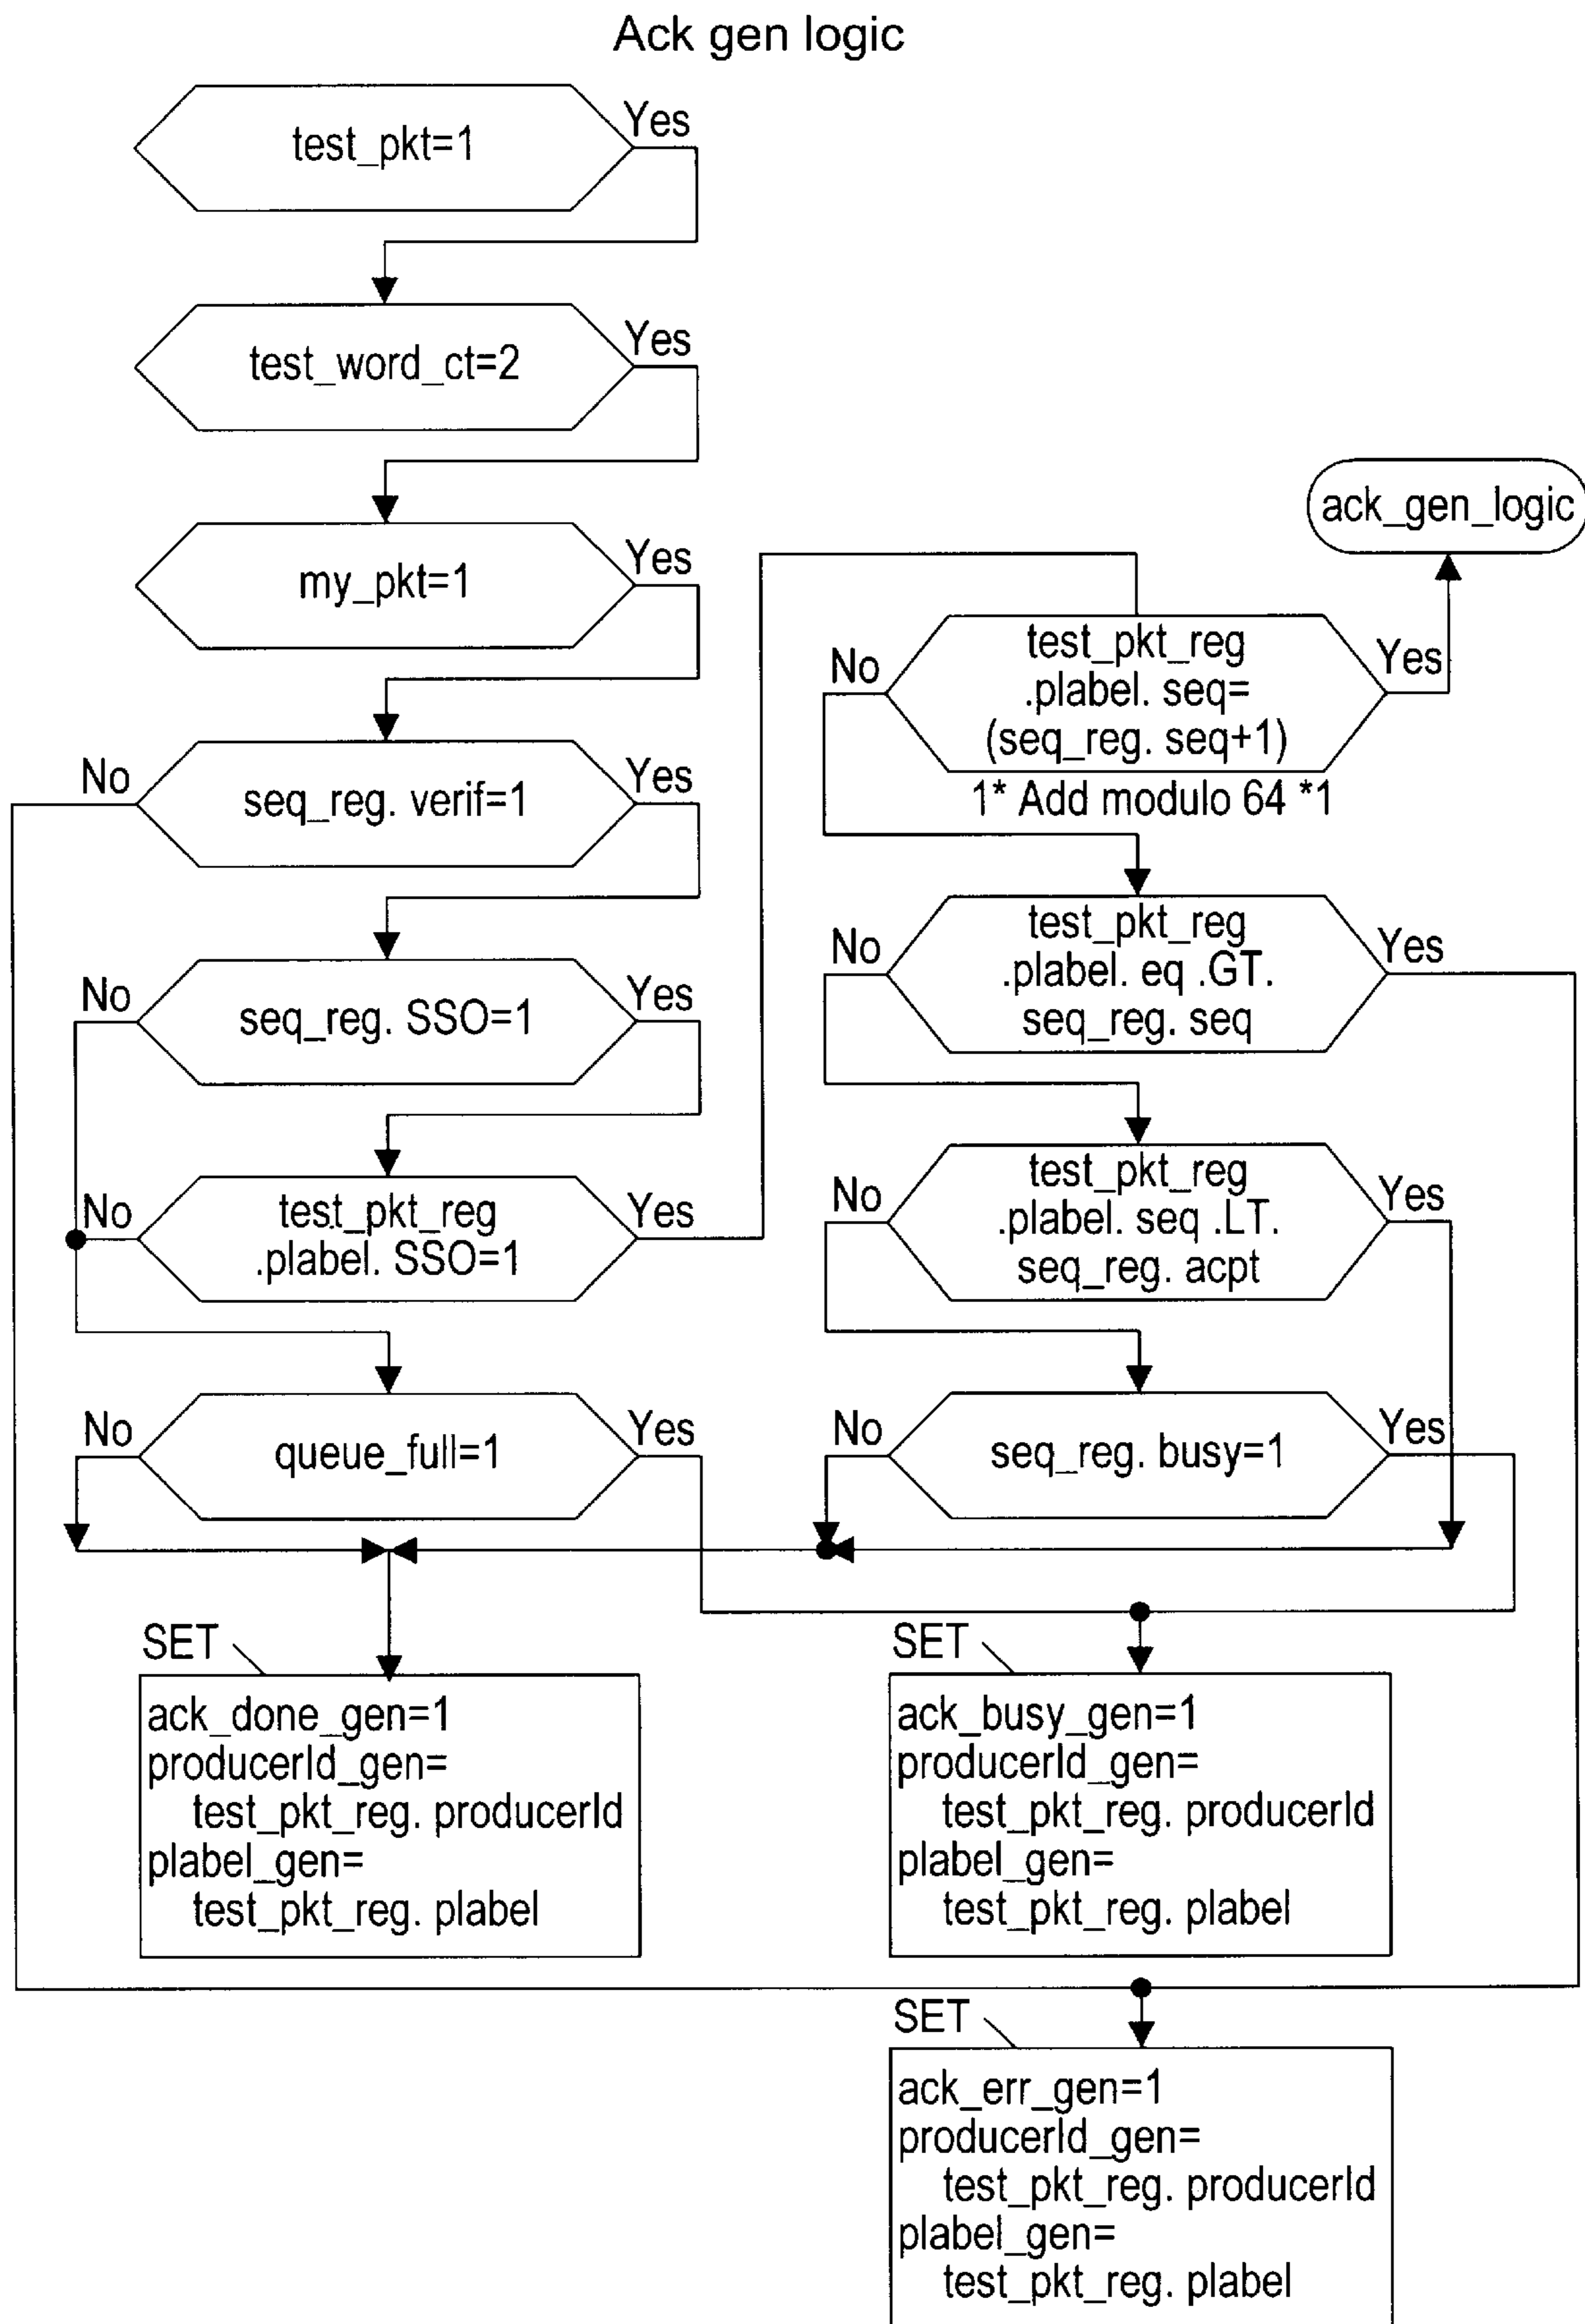 Ack gen logic
test_pkt=1
Yes
test_word_ct=2
Yes
my_pkt=1
Yes
seq_reg. verif=1
No
Yes
seq_reg. SSO=1
No
Yes
test_pkt_reg
.plabel. SSO=1
No
Yes
queue_full=1
No
Yes
ack_gen_logic
test_pkt_reg
.plabel. seq=
(seq_reg. seq+1)
No
Yes
1* Add modulo 64 *1
test_pkt_reg
.plabel. eq .GT.
seq_reg. seq
No
Yes
test_pkt_reg
.plabel. seq .LT.
seq_reg. acpt
No
Yes
seq_reg. busy=1
No
Yes
SET
ack_done_gen=1
producerId_gen=
test_pkt_reg. producerId
plabel_gen=
test_pkt_reg. plabel
SET
ack_busy_gen=1
producerId_gen=
test_pkt_reg. producerId
plabel_gen=
test_pkt_reg. plabel
SET
ack_err_gen=1
producerId_gen=
test_pkt_reg. producerId
plabel_gen=
test_pkt_reg. plabel